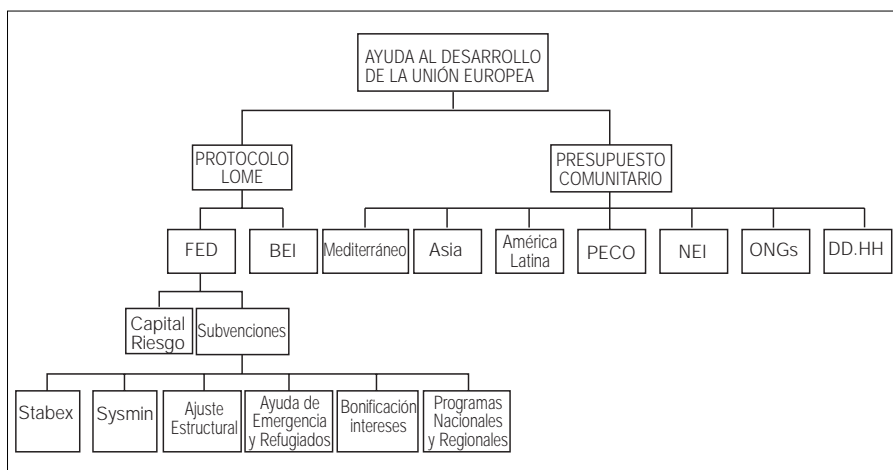 AYUDA AL DESARROLLO
DE LA UNIÓN EUROPEA
PROTOCOLO
LOME
PRESUPUESTO
COMUNITARIO
FED
BEI
Mediterráneo
Asia
América
Latina
PECO
NEI
ONGs
DD.HH
Capital
Riesgo
Subvenciones
Stabex
Sysmin
Ajuste
Estructural
Ayuda de
Emergencia
y Refugiados
Bonificación
intereses
Programas
Nacionales
y Regionales